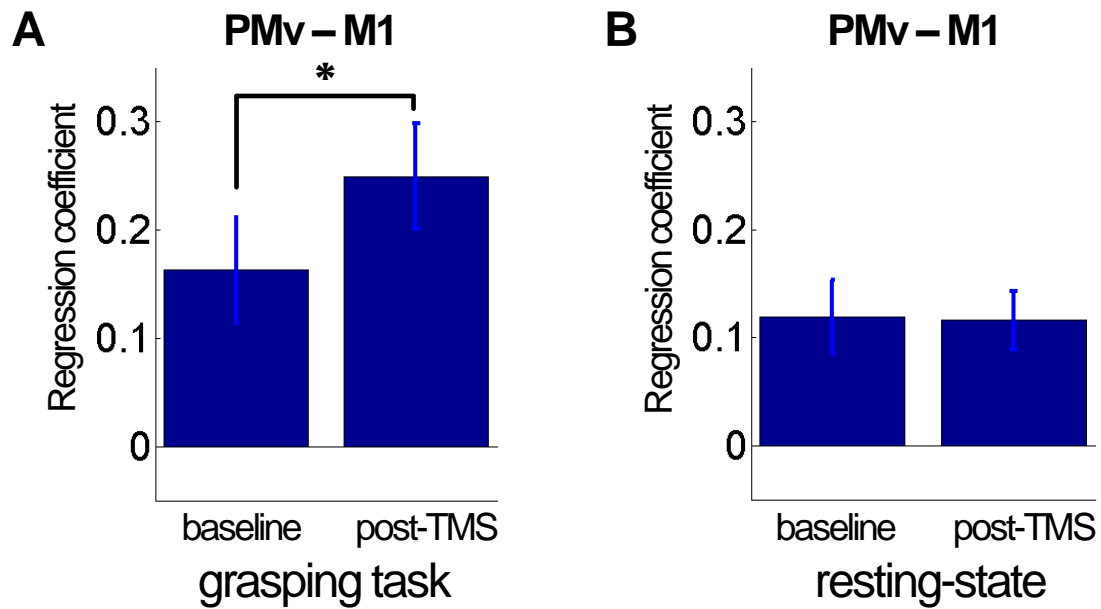 A
PMv – M1
*
Regression coefficient
0.3
0.2
0.1
0
baseline
post-TMS
grasping task
B
PMv – M1
Regression coefficient
0.3
0.2
0.1
0
baseline
post-TMS
resting-state